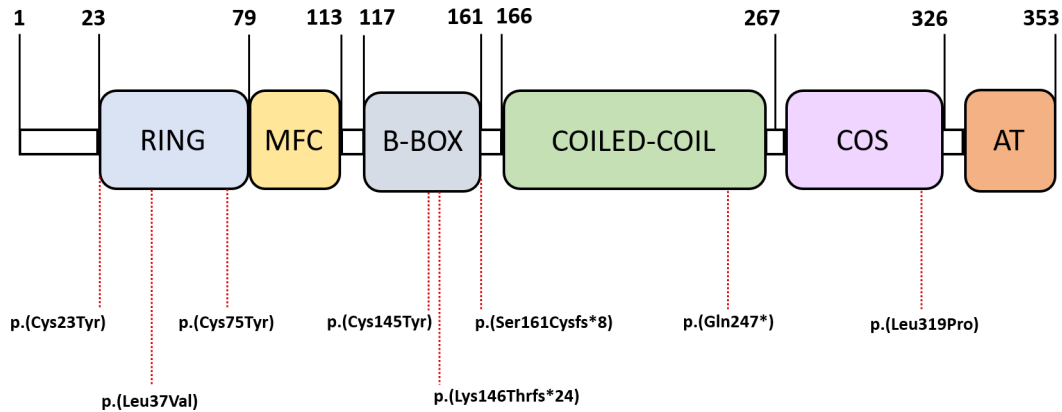 1 23 79 113 117 161 166 267 326 353
RING MFC B-BOX COILED-COIL COS AT
p.(Cys23Tyr) p.(Cys75Tyr) p.(Cys145Tyr) p.(Ser161Cysfs*8) p.(Gln247*) p.(Leu319Pro)
p.(Leu37Val) p.(Lys146Thrfs*24)